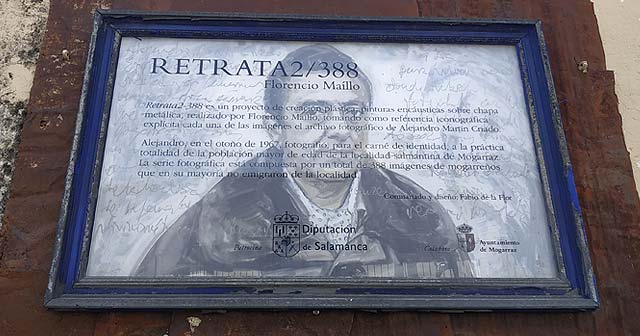 RETRATA2/388
Florencio Maíllo
Retrata2-388 es un proyecto de creación plástica, pinturas encáusticas sobre chapa
metálica, realizado por Florencio Maíllo, tomando como referencia iconográfica
explícita cada una de las imágenes el archivo fotográfico de Alejandro Martín Criado.
Alejandro, en el otoño de 1967, fotografió, para el carné de identidad, a la práctica
totalidad de la población mayor de edad de la localidad salmantina de Mogarraz.
La serie fotográfica está compuesta por un total de 388 imágenes de mogarreños
que en su mayoría no emigraron de la localidad.
Comisariado y diseño: Fabio de la Flor
Patrocina
Diputación
de Salamanca
Colabora
Ayuntamiento
de Mogarraz